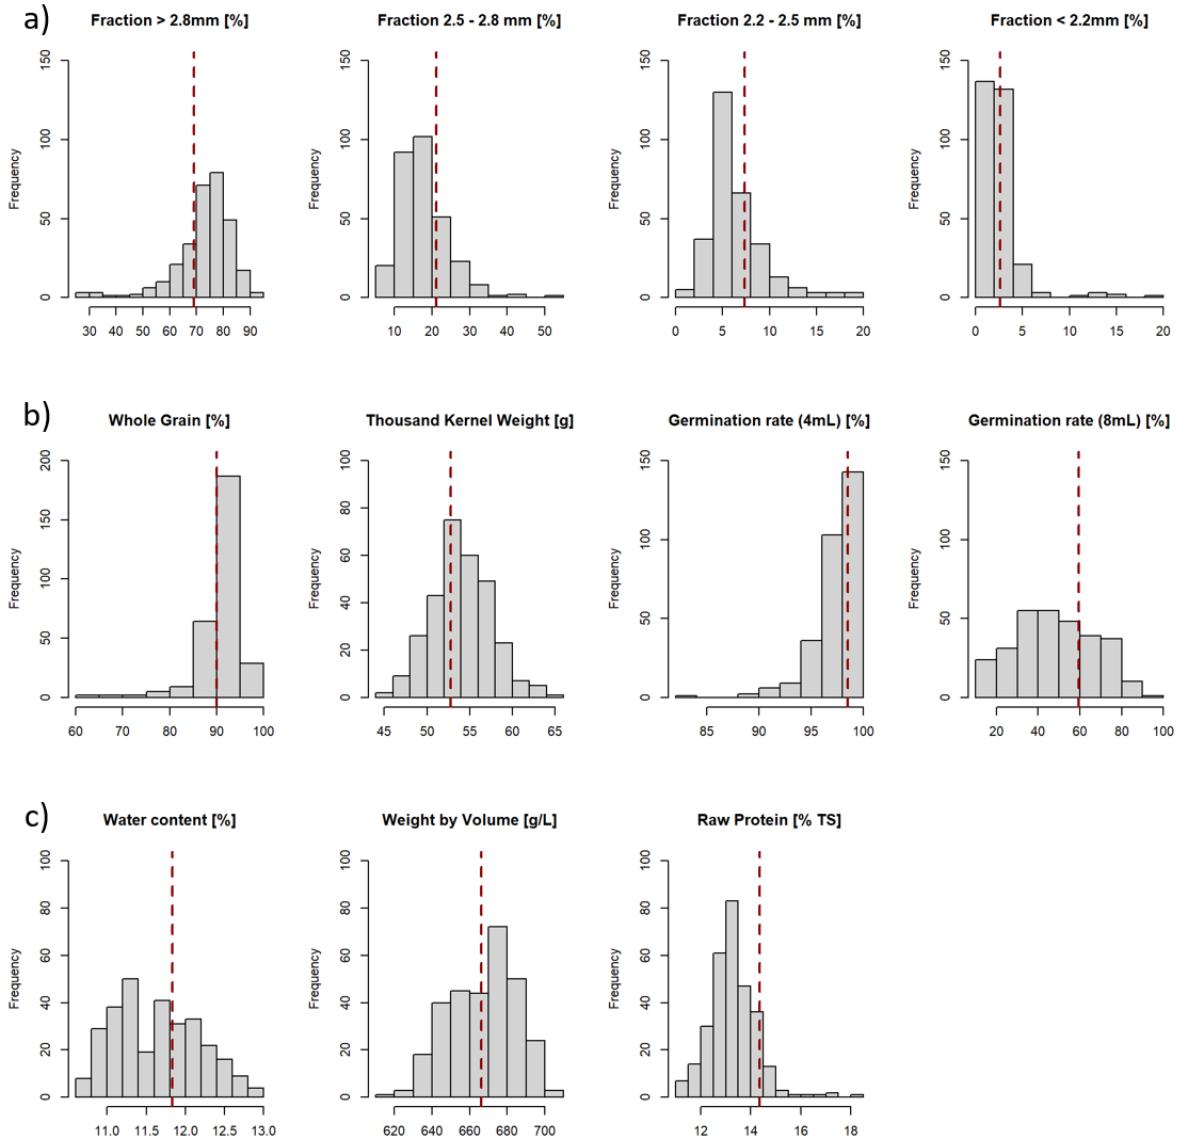 a)
Fraction > 2.8mm [%]
Fraction 2.5 - 2.8 mm [%]
Fraction 2.2 - 2.5 mm [%]
Fraction < 2.2mm [%]
Frequency
0 50 100 150
30 40 50 60 70 80 90
Frequency
0 50 100 150
10 20 30 40 50
Frequency
0 50 100 150
0 5 10 15 20
Frequency
0 50 100 150
0 5 10 15 20
b)
Whole Grain [%]
Thousand Kernel Weight [g]
Germination rate (4mL) [%]
Germination rate (8mL) [%]
Frequency
0 50 100 150 200
60 70 80 90 100
Frequency
0 20 40 60 80 100
45 50 55 60 65
Frequency
0 50 100 150
85 90 95 100
Frequency
0 50 100 150
20 40 60 80 100
c)
Water content [%]
Weight by Volume [g/L]
Raw Protein [% TS]
Frequency
0 20 40 60 80 100
11.0 11.5 12.0 12.5 13.0
Frequency
0 20 40 60 80 100
620 640 660 680 700
Frequency
0 20 40 60 80 100
12 14 16 18